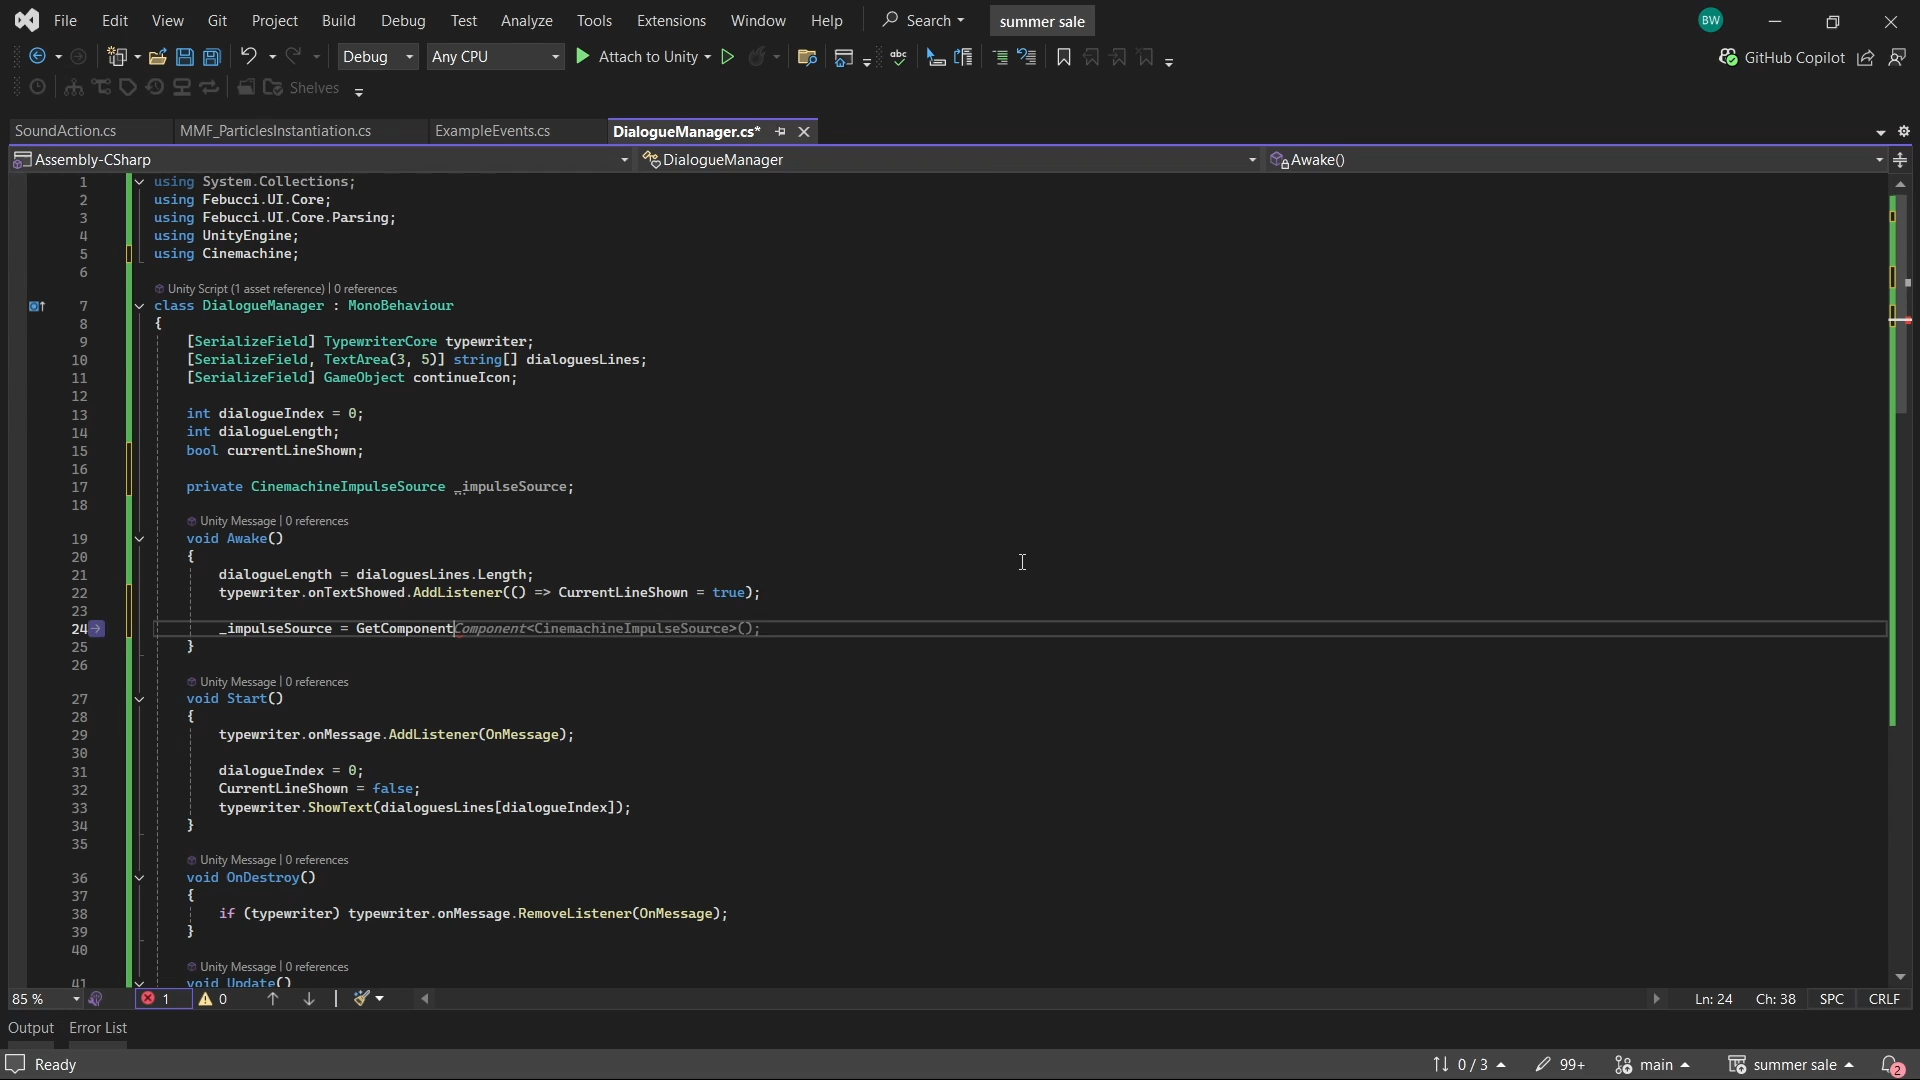 File Edit View Git Project Build Debug Test Analyze Tools Extensions Window Help Search summer sale BW
Debug Any CPU Attach to Unity abc GitHub Copilot
Shelves
SoundAction.cs MMF_ParticlesInstantiation.cs ExampleEvents.cs DialogueManager.cs*
Assembly-CSharp DialogueManager Awake()
1 using System.Collections;
2 using Febucci.UI.Core;
3 using Febucci.UI.Core.Parsing;
4 using UnityEngine;
5 using Cinemachine;
6
Unity Script (1 asset reference) | 0 references
7 class DialogueManager : MonoBehaviour
8 {
9 [SerializeField] TypewriterCore typewriter;
10 [SerializeField, TextArea(3, 5)] string[] dialoguesLines;
11 [SerializeField] GameObject continueIcon;
12
13 int dialogueIndex = 0;
14 int dialogueLength;
15 bool currentLineShown;
16
17 private CinemachineImpulseSource _impulseSource;
18
Unity Message | 0 references
19 void Awake()
20 {
21 dialogueLength = dialoguesLines.Length;
22 typewriter.onTextShowed.AddListener(() => CurrentLineShown = true);
23
24 _impulseSource = GetComponentComponent<CinemachineImpulseSource>();
25 }
26
Unity Message | 0 references
27 void Start()
28 {
29 typewriter.onMessage.AddListener(OnMessage);
30
31 dialogueIndex = 0;
32 CurrentLineShown = false;
33 typewriter.ShowText(dialoguesLines[dialogueIndex]);
34 }
35
Unity Message | 0 references
36 void OnDestroy()
37 {
38 if (typewriter) typewriter.onMessage.RemoveListener(OnMessage);
39 }
40
Unity Message | 0 references
41 void Update()
85 % 1 0 Ln: 24 Ch: 38 SPC CRLF
Output Error List
Ready 0 / 3 99+ main summer sale 2